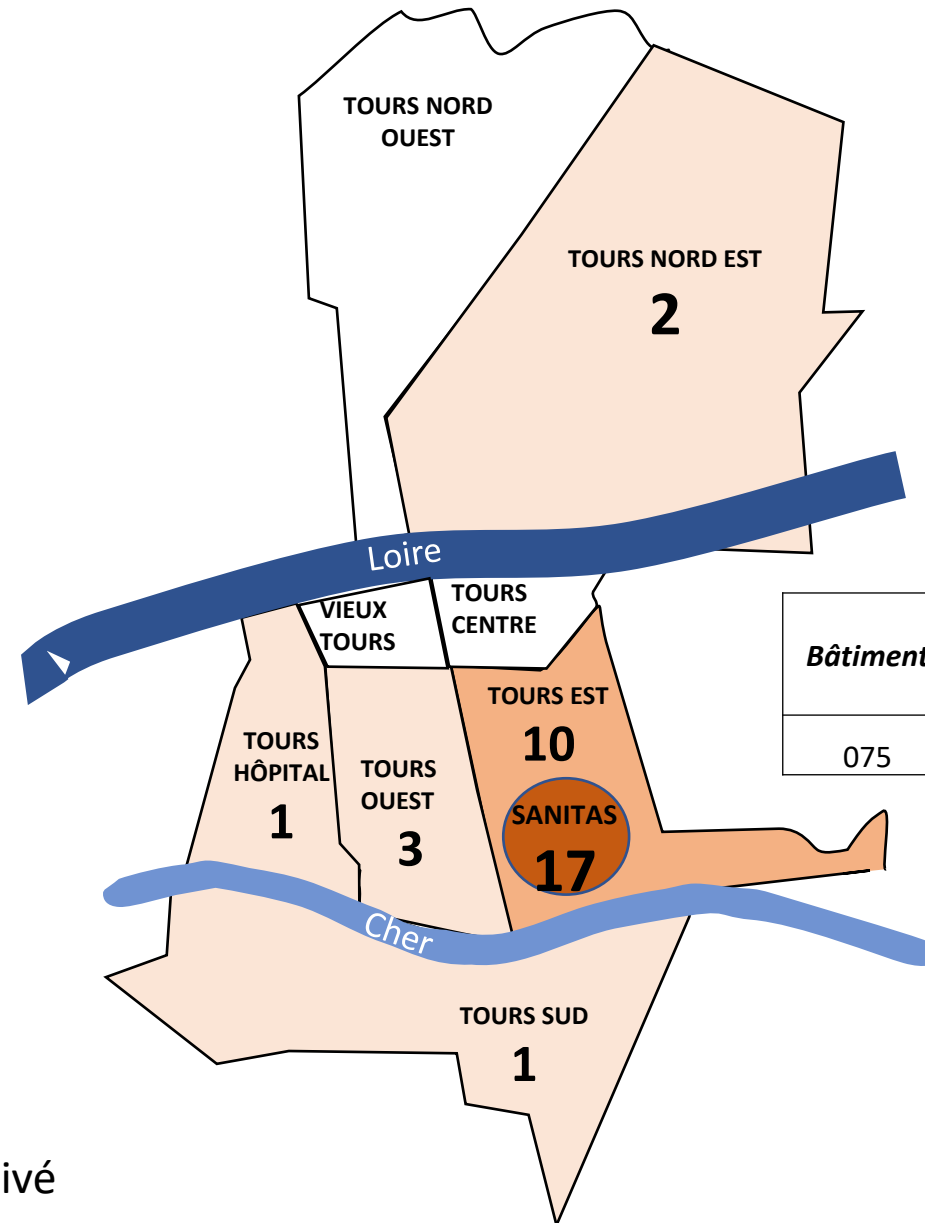 TOURS NORD
OUEST
TOURS NORD EST
2
Loire
VIEUX
TOURS
TOURS
CENTRE
Bâtiment
075
TOURS EST
10
TOURS
HÔPITAL
1
TOURS
OUEST
3
SANITAS
17
Cher
TOURS SUD
1
ivé